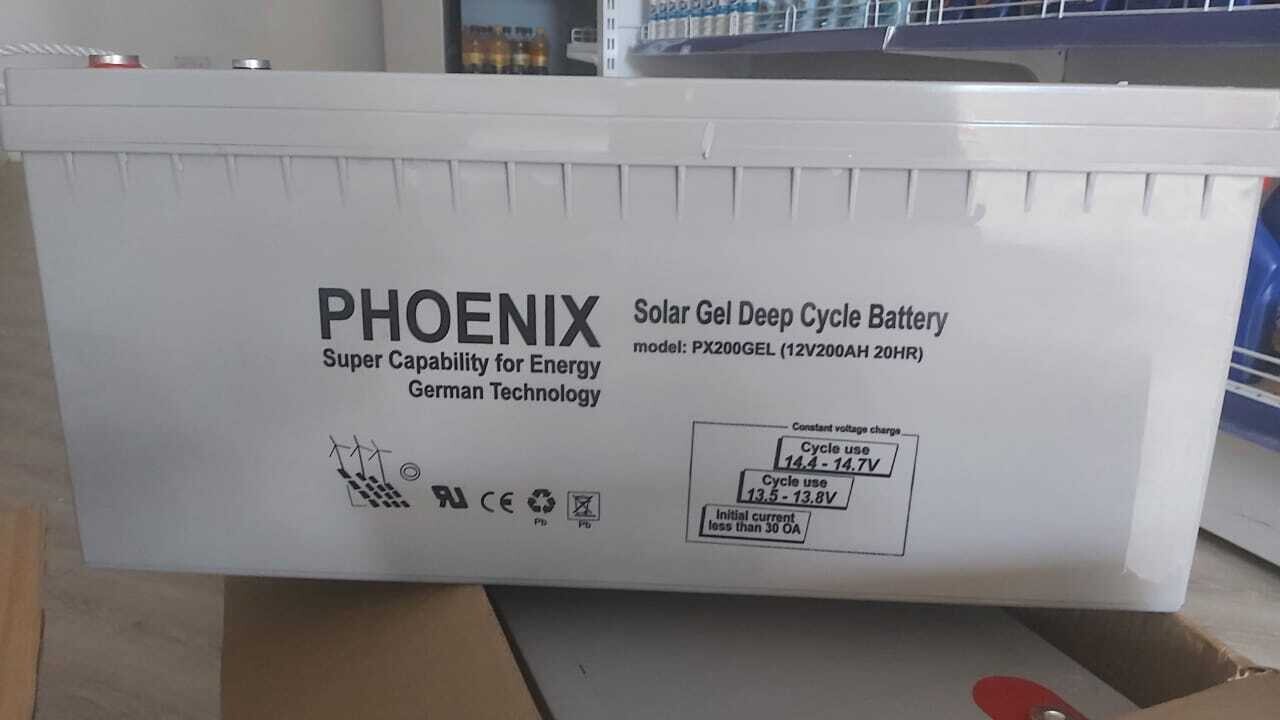 PHOENIX
Super Capability for Energy
German Technology
Solar Gel Deep Cycle Battery
model: PX200GEL (12V200AH 20HR)
Constant voltage charge
Cycle use
14.4 - 14.7V
Cycle use
13.5 - 13.8V
Initial current
less than 30 OA
CE
Pb
Pb